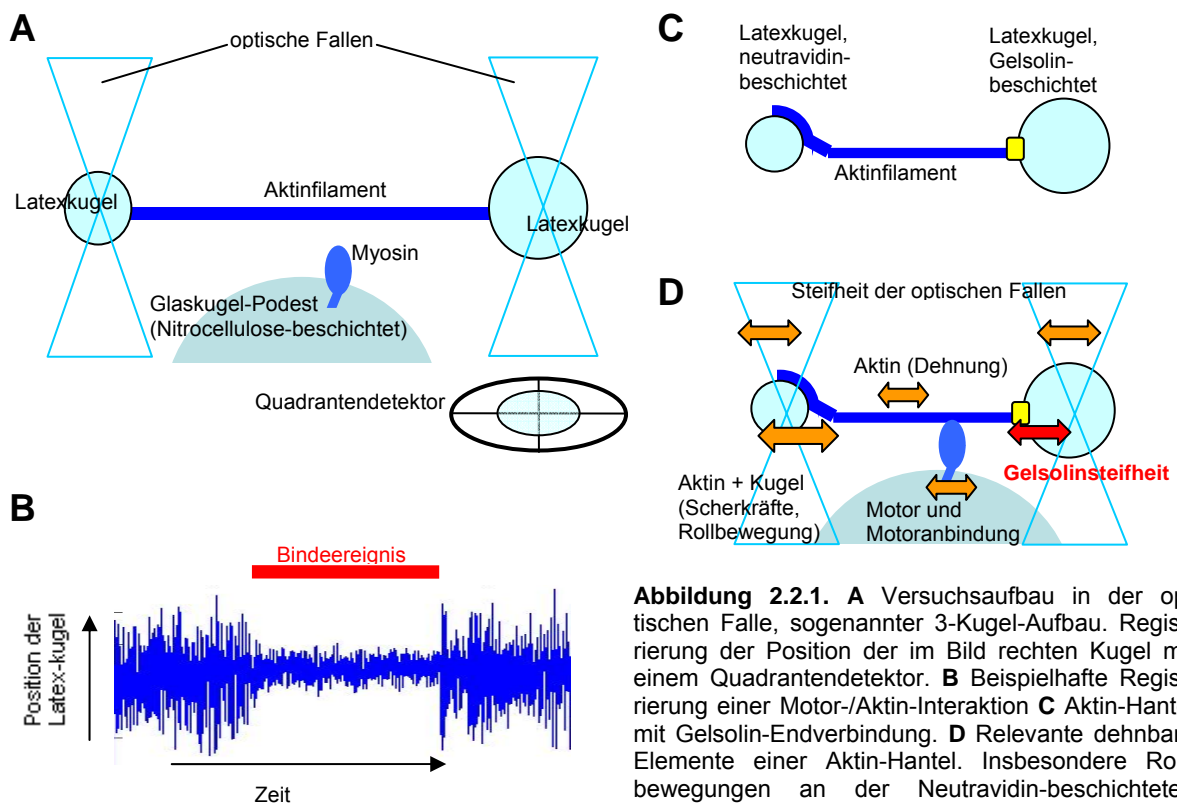 A
optische Fallen
Latexkugel
Aktinfilament
Latexkugel
Myosin
Glaskugel-Podest
(Nitrocellulose-beschichtet)
Quadrantendetektor
B
Bindeereignis
Position der
Latex-kugel
Zeit
C
Latexkugel,
neutravidin-
beschichtet
Latexkugel,
Gelsolin-
beschichtet
Aktinfilament
D
Steifheit der optischen Fallen
Aktin (Dehnung)
Gelsolinsteifheit
Aktin + Kugel
(Scherkräfte,
Rollbewegung)
Motor und
Motoranbindung
Abbildung 2.2.1. A Versuchsaufbau in der op
tischen Falle, sogenannter 3-Kugel-Aufbau. Regis
rierung der Position der im Bild rechten Kugel m
einem Quadrantendetektor. B Beispielhafte Regis
rierung einer Motor-/Aktin-Interaktion C Aktin-Hant
mit Gelsolin-Endverbindung. D Relevante dehnbar
Elemente einer Aktin-Hantel. Insbesondere Ro
bewegungen an der Neutravidin-beschichtete